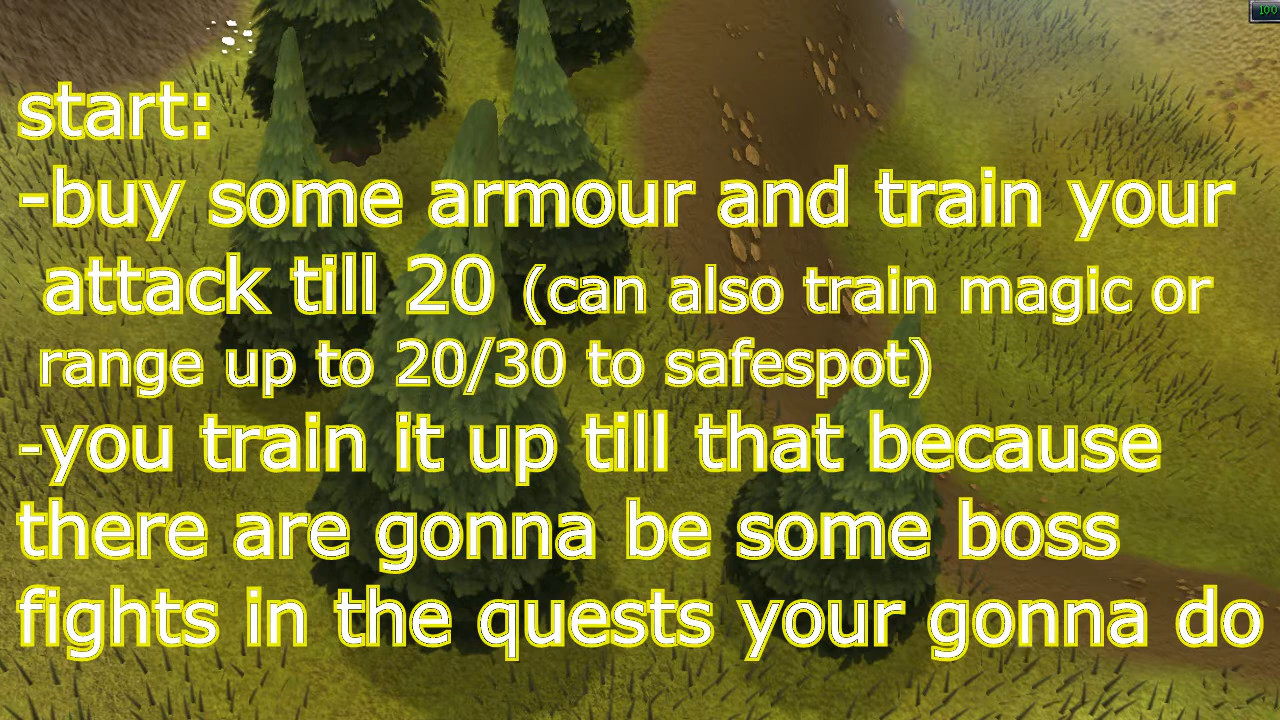 100
start:
-buy some armour and train your
attack till 20 (can also train magic or
range up to 20/30 to safespot)
-you train it up till that because
there are gonna be some boss
fights in the quests your gonna do